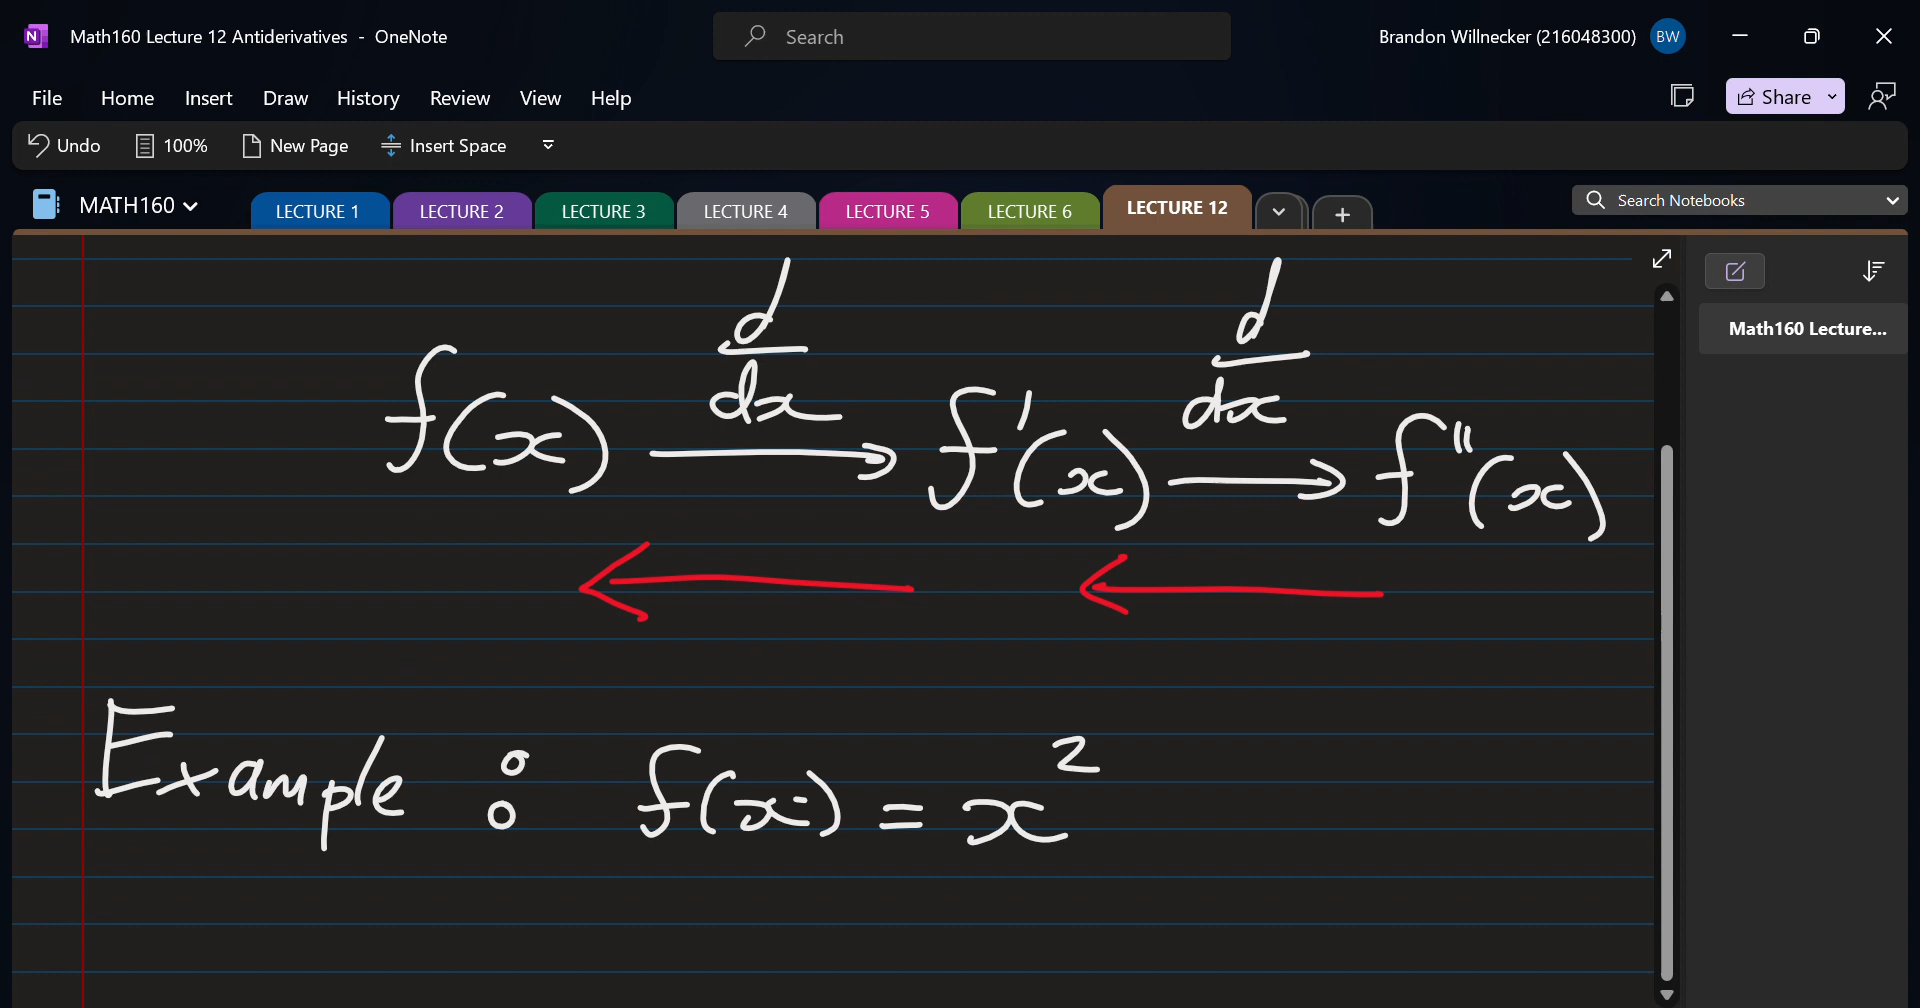 Math160 Lecture 12 Antiderivatives - OneNote
Search
Brandon Willnecker (216048300) BW
File Home Insert Draw History Review View Help
Share
Undo 100% New Page Insert Space
MATH160 LECTURE 1 LECTURE 2 LECTURE 3 LECTURE 4 LECTURE 5 LECTURE 6 LECTURE 12 +
Search Notebooks
Math160 Lecture...
d/dx d/dx
f(x) → f'(x) → f''(x)
← ←
Example : f(x) = x²